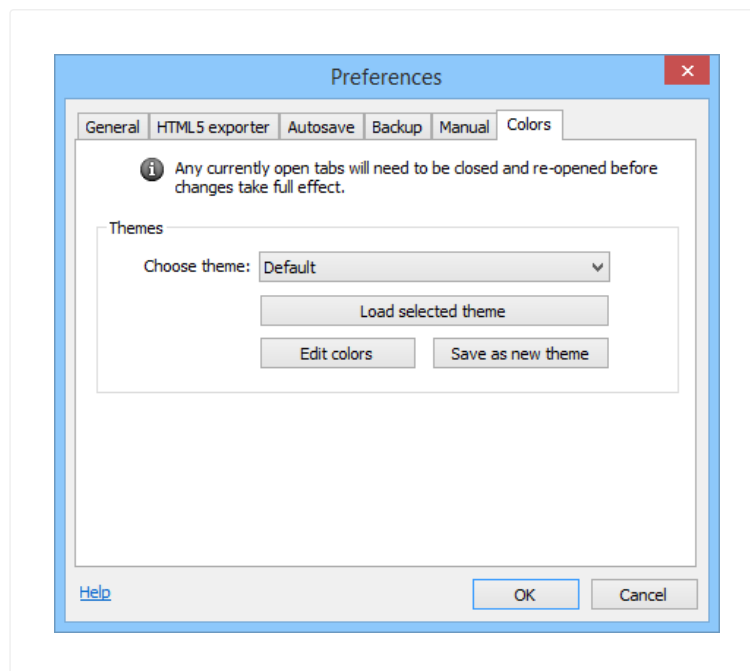 Preferences
General HTML5 exporter Autosave Backup Manual Colors
Any currently open tabs will need to be closed and re-opened before
changes take full effect.
Themes
Choose theme: Default
Load selected theme
Edit colors Save as new theme
Help OK Cancel